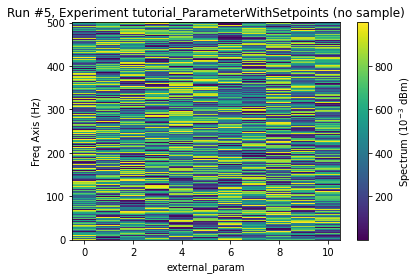 Run #5, Experiment tutorial_ParameterWithSetpoints (no sample)
500
400
300
200
100
0
Freq Axis (Hz)
0 2 4 6 8 10
external_param
800
600
400
200
Spectrum (10⁻³ dBm)